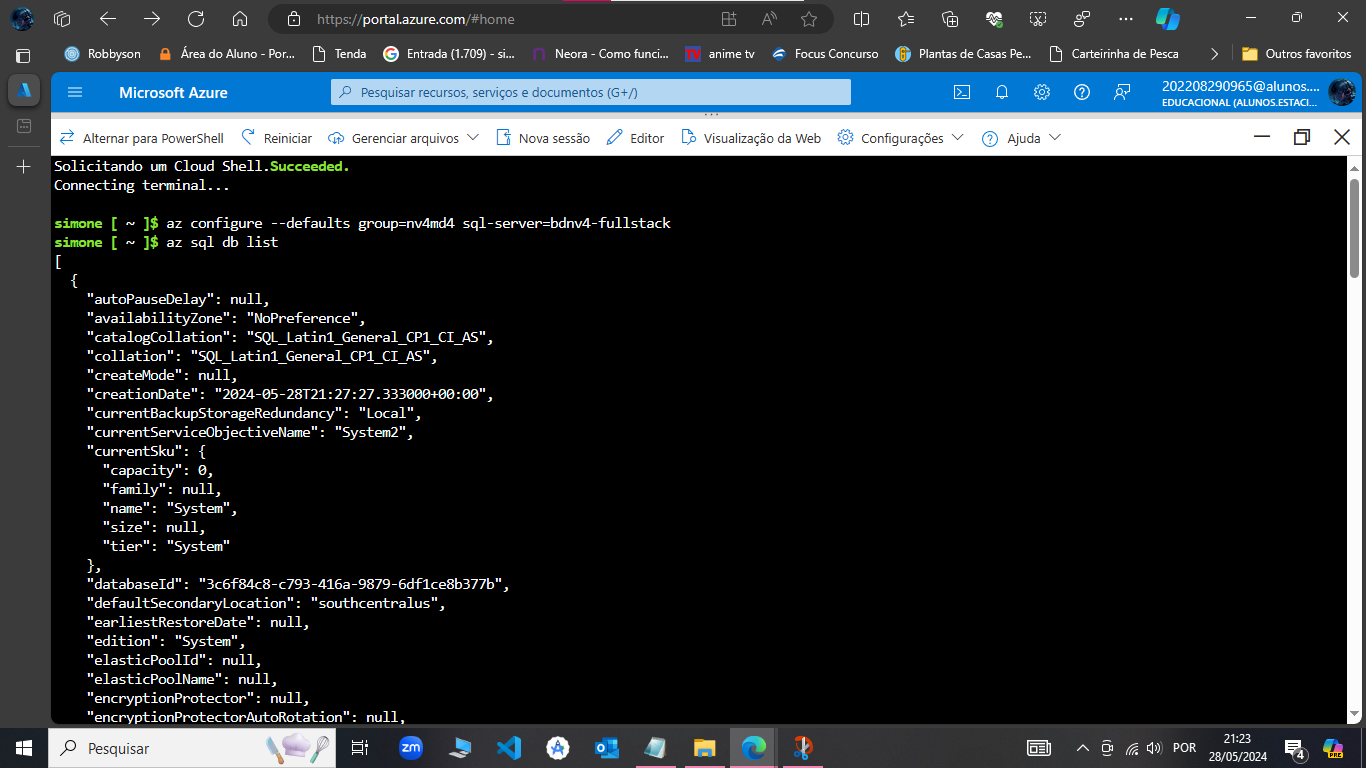 https://portal.azure.com/#home
Robbyson
Área do Aluno - Por...
Tenda
Entrada (1.709) - si...
Neora - Como funci...
anime tv
Focus Concurso
Plantas de Casas Pe...
Carteirinha de Pesca
Outros favoritos
Microsoft Azure
Pesquisar recursos, serviços e documentos (G+/)
202208290965@alunos....
EDUCACIONAL (ALUNOS.ESTACI...
Alternar para PowerShell
Reiniciar
Gerenciar arquivos
Nova sessão
Editor
Visualização da Web
Configurações
Ajuda
Solicitando um Cloud Shell.Succeeded.
Connecting terminal...
simone [ ~ ]$ az configure --defaults group=nv4md4 sql-server=bdnv4-fullstack
simone [ ~ ]$ az sql db list
[
{
"autoPauseDelay": null,
"availabilityZone": "NoPreference",
"catalogCollation": "SQL_Latin1_General_CP1_CI_AS",
"collation": "SQL_Latin1_General_CP1_CI_AS",
"createMode": null,
"creationDate": "2024-05-28T21:27:27.333000+00:00",
"currentBackupStorageRedundancy": "Local",
"currentServiceObjectiveName": "System2",
"currentSku": {
"capacity": 0,
"family": null,
"name": "System",
"size": null,
"tier": "System"
},
"databaseId": "3c6f84c8-c793-416a-9879-6df1ce8b377b",
"defaultSecondaryLocation": "southcentralus",
"earliestRestoreDate": null,
"edition": "System",
"elasticPoolId": null,
"elasticPoolName": null,
"encryptionProtector": null,
"encryptionProtectorAutoRotation": null,
Pesquisar
zm
POR
21:23
28/05/2024
4
PRE